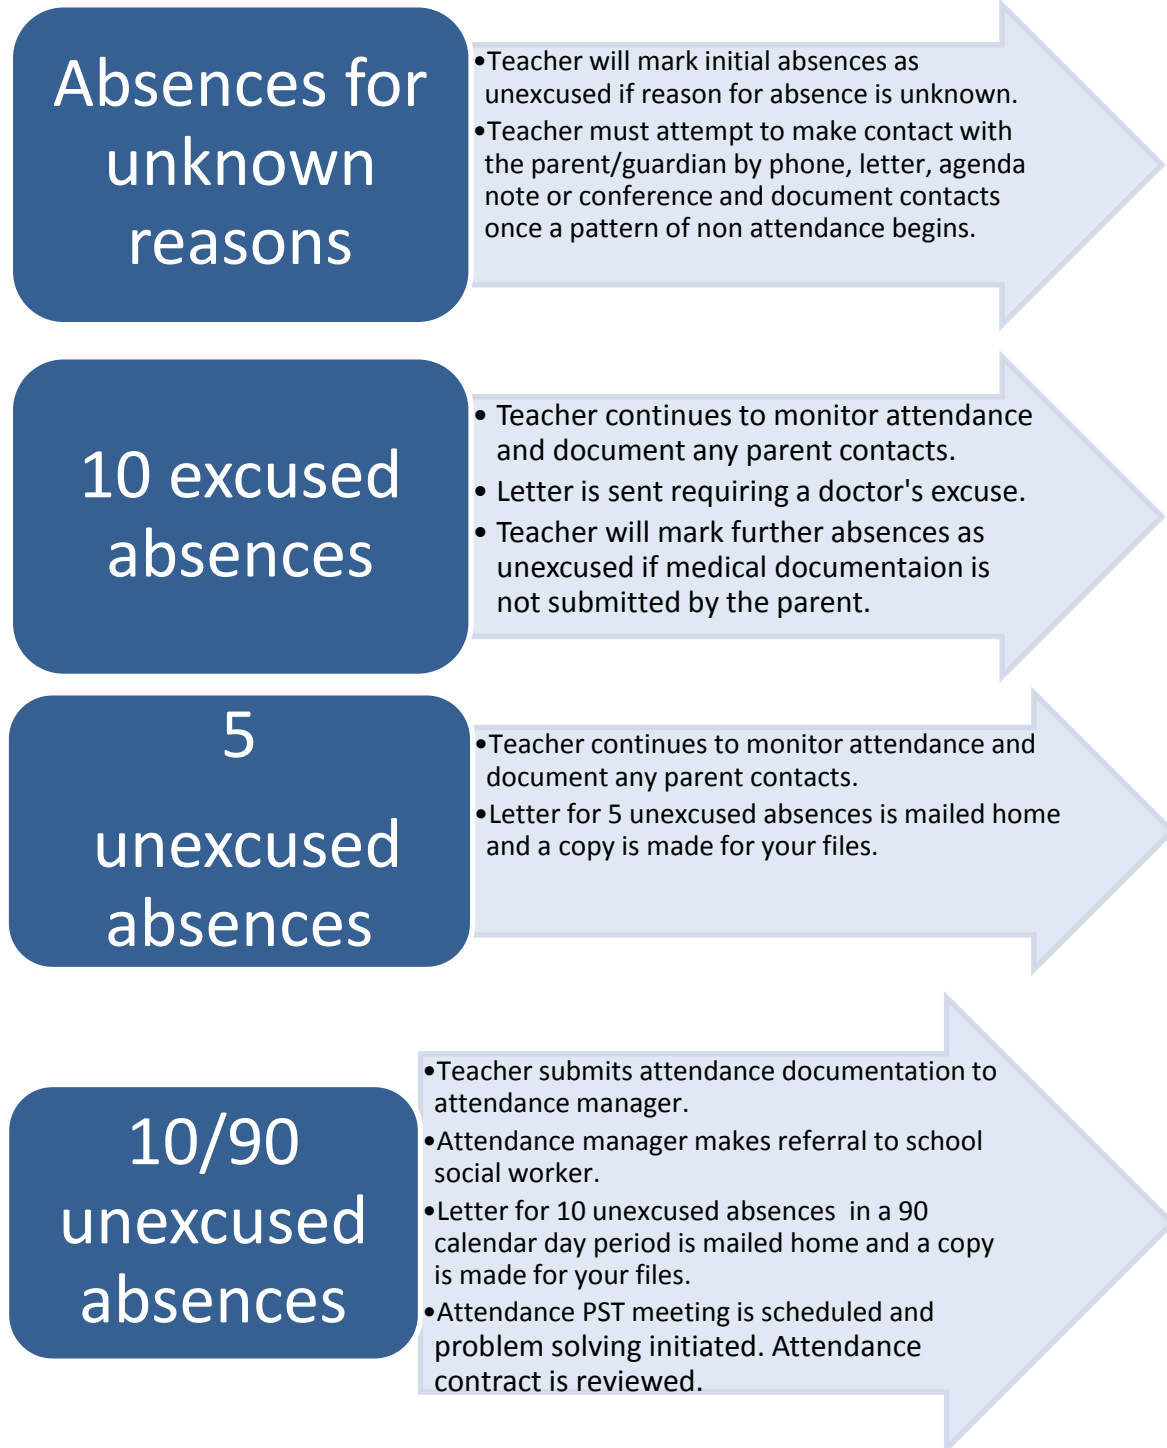 Absences for
unknown
reasons
•Teacher will mark initial absences as
unexcused if reason for absence is unknown.
•Teacher must attempt to make contact with
the parent/guardian by phone, letter, agenda
note or conference and document contacts
once a pattern of non attendance begins.
10 excused
absences
• Teacher continues to monitor attendance
and document any parent contacts.
• Letter is sent requiring a doctor's excuse.
• Teacher will mark further absences as
unexcused if medical documentaion is
not submitted by the parent.
5
unexcused
absences
•Teacher continues to monitor attendance and
document any parent contacts.
•Letter for 5 unexcused absences is mailed home
and a copy is made for your files.
10/90
unexcused
absences
•Teacher submits attendance documentation to
attendance manager.
•Attendance manager makes referral to school
social worker.
•Letter for 10 unexcused absences  in a 90
calendar day period is mailed home and a copy
is made for your files.
•Attendance PST meeting is scheduled and
problem solving initiated. Attendance
contract is reviewed.